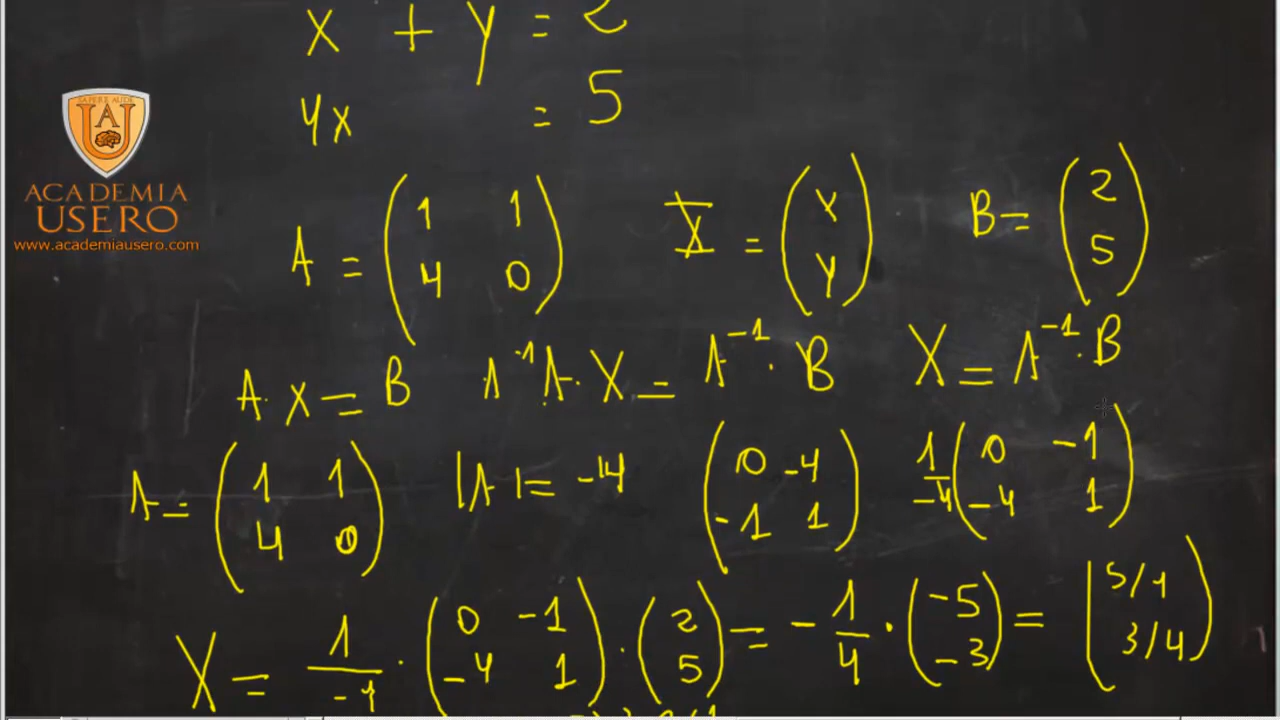 x + y = 2
4x = 5
SAPERE AUDE
UA
ACADEMIA
USERO
www.academiausero.com
A = ( 1 1 X = ( x B = ( 2
4 0 ) y ) 5 )
A · X = B A⁻¹A · X = A⁻¹ · B X = A⁻¹ · B
A = ( 1 1 |A| = -4 ( 0 -4 1/-4 ( 0 -1
4 0 ) -1 1 ) -4 1 )
X = 1/-4 · ( 0 -1 · ( 2 = - 1/4 · ( -5 = ( 5/4
-4 1 ) 5 ) -3 ) 3/4 )